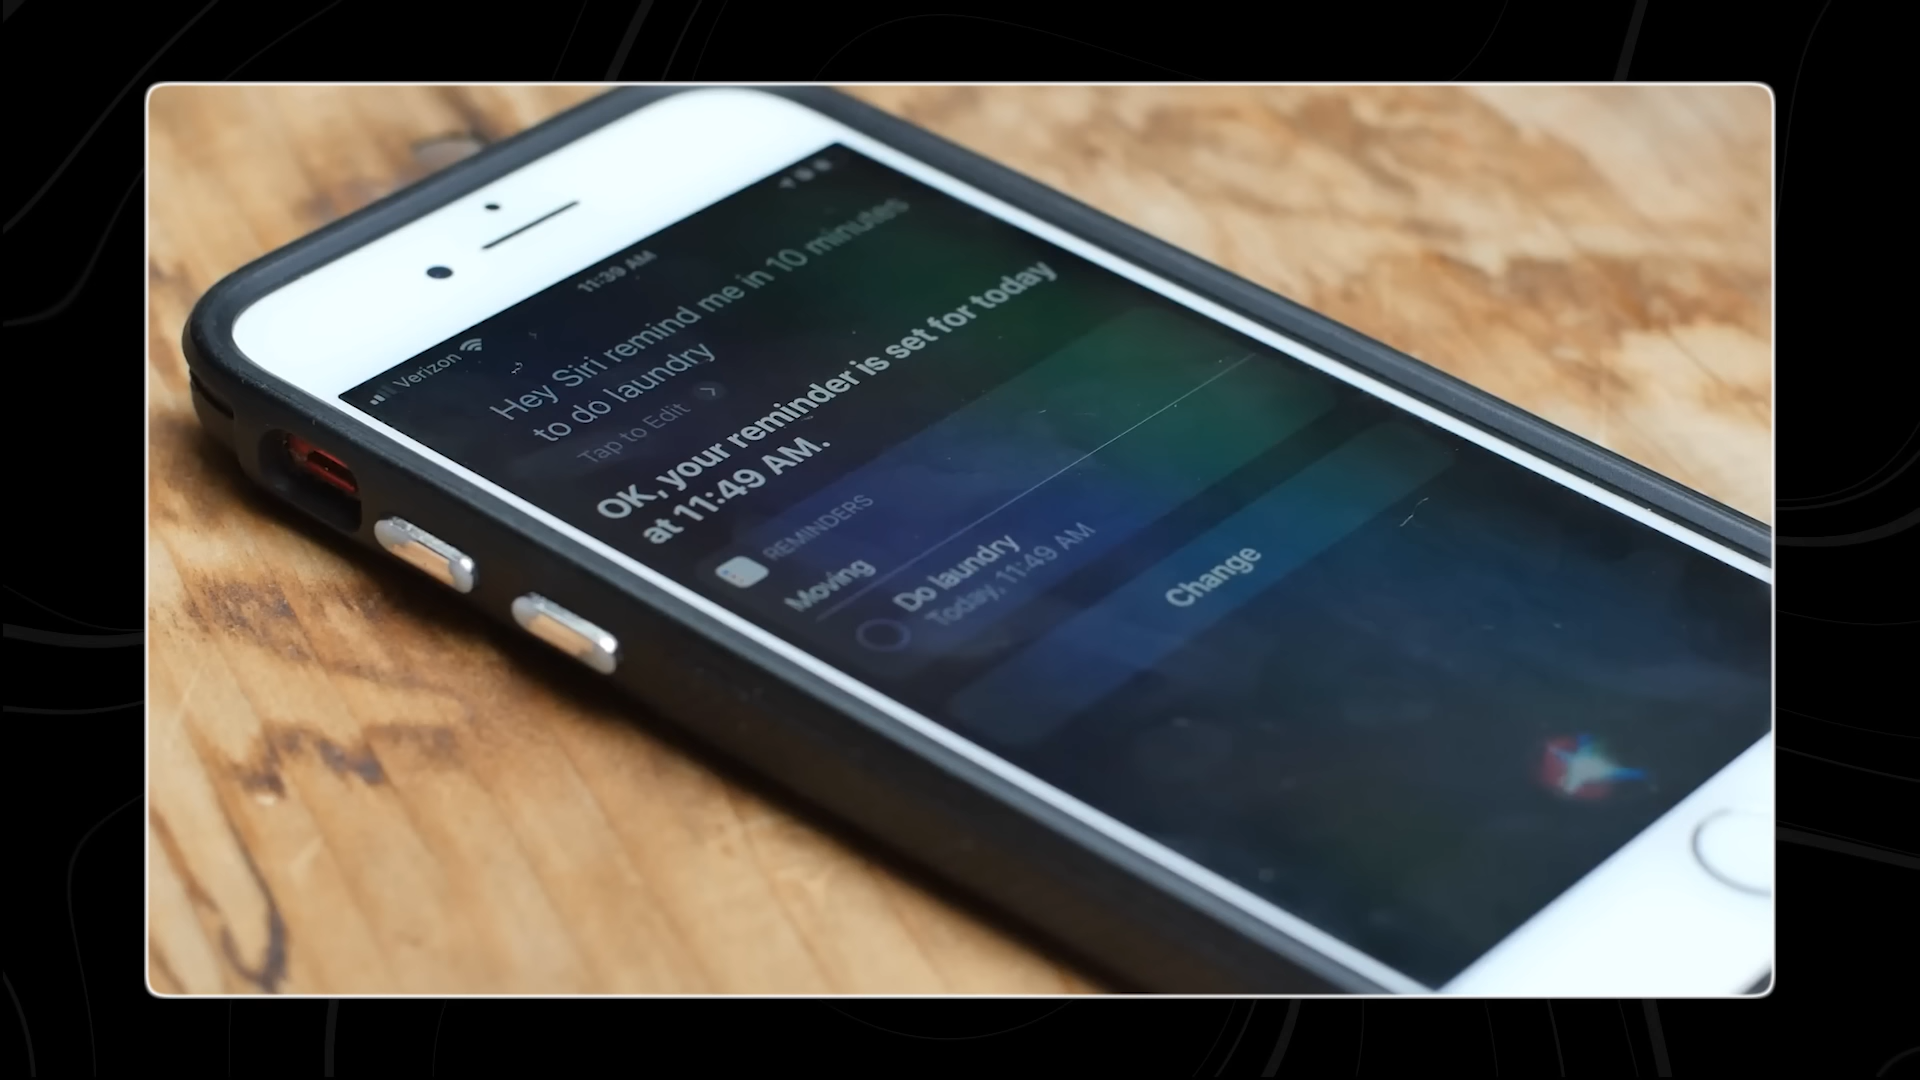 Verizon
11:39 AM
Hey Siri remind me in 10 minutes
to do laundry
Tap to Edit
OK, your reminder is set for today
at 11:49 AM.
REMINDERS
Moving
Do laundry
Today, 11:49 AM
Change